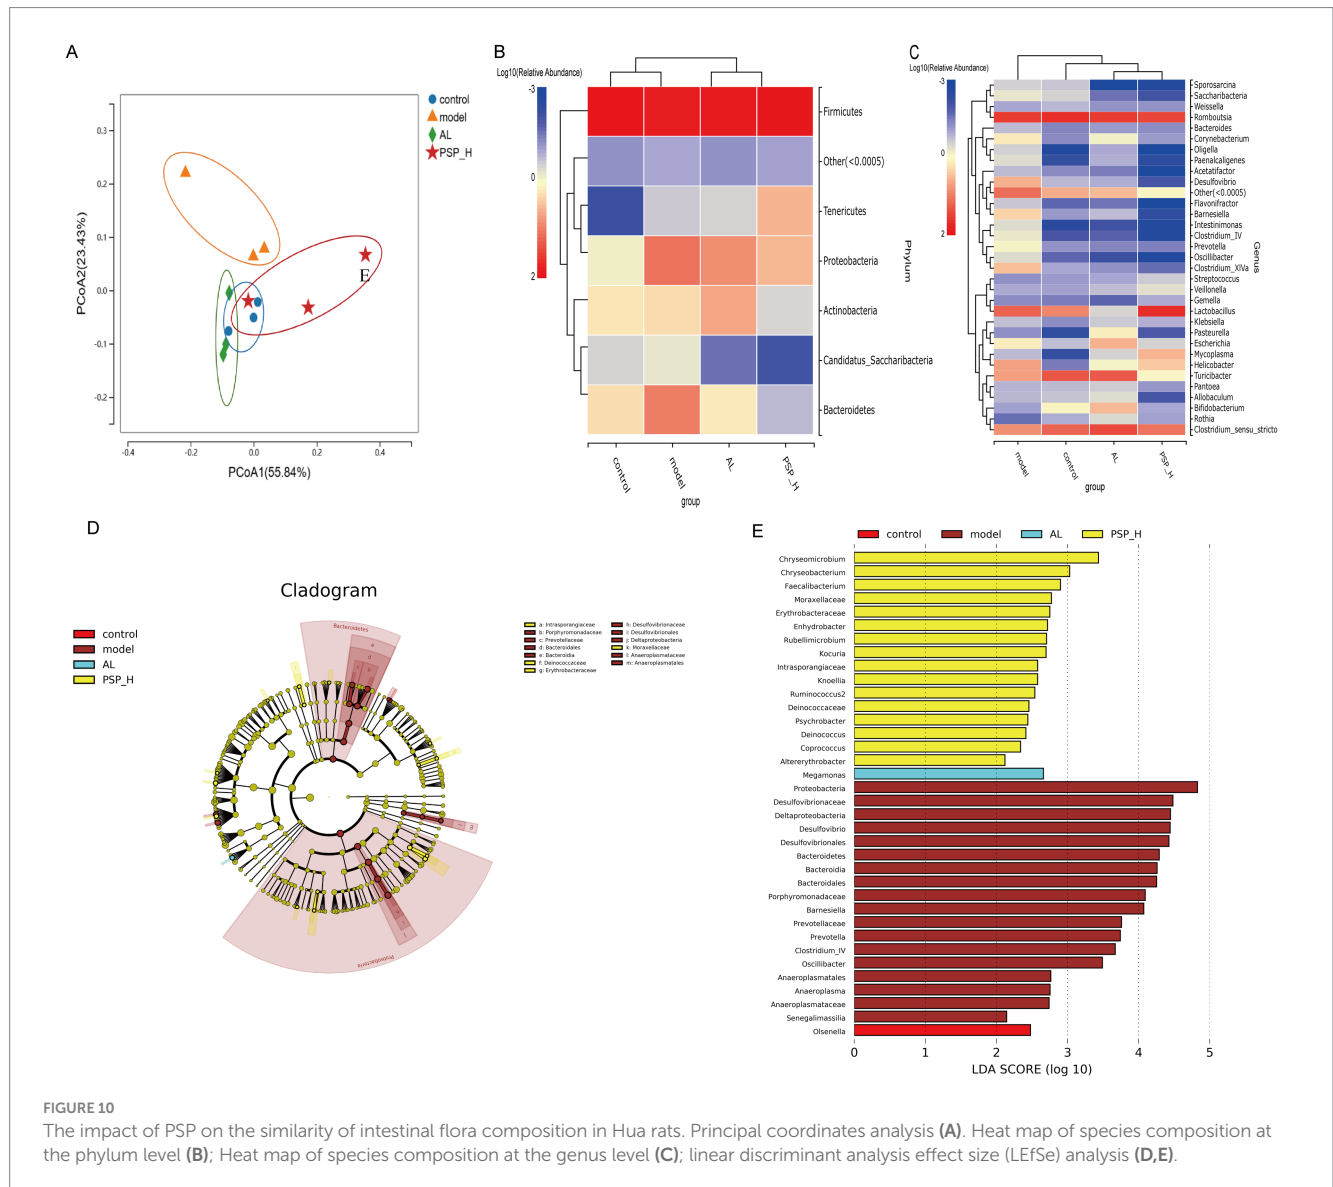 A
control
model
AL
PSP_H
0.3
0.2
0.1
0.0
-0.1
-0.2
PCoA2(23.43%)
E
-0.4
-0.2
0.0
0.2
0.4
PCoA1(55.84%)
B
Log10(Relative Abundance)
-3
0
2
Firmicutes
Other(<0.0005)
Tenericutes
Proteobacteria
Actinobacteria
Candidatus_Saccharibacteria
Bacteroidetes
Phylum
control
model
AL
PSP_H
group
C
Log10(Relative Abundance)
-3
0
2
Sporosarcina
Saccharibacteria
Weissella
Romboutsia
Bacteroides
Corynebacterium
Oligella
Paenalcaligenes
Acetatifactor
Desulfovibrio
Other(<0.0005)
Flavonifractor
Barnesiella
Intestinimonas
Clostridium_IV
Prevotella
Oscillibacter
Clostridium_XIVa
Streptococcus
Veillonella
Gemella
Lactobacillus
Klebsiella
Pasteurella
Escherichia
Mycoplasma
Helicobacter
Turicibacter
Pantoea
Allobaculum
Bifidobacterium
Rothia
Clostridium_sensu_stricto
Genus
model
control
AL
PSP_H
group
D
Cladogram
control
model
AL
PSP_H
Bacteroidetes
Proteobacteria
a: Intrasporangiaceae
b: Porphyromonadaceae
c: Prevotellaceae
d: Bacteroidales
e: Bacteroidia
f: Deinococcaceae
g: Erythrobacteraceae
h: Desulfovibrionaceae
i: Desulfovibrionales
j: Deltaproteobacteria
k: Moraxellaceae
l: Anaeroplasmataceae
m: Anaeroplasmatales
E
control
model
AL
PSP_H
Chryseomicrobium
Chryseobacterium
Faecalibacterium
Moraxellaceae
Erythrobacteraceae
Enhydrobacter
Rubellimicrobium
Kocuria
Intrasporangiaceae
Knoellia
Ruminococcus2
Deinococcaceae
Psychrobacter
Deinococcus
Coprococcus
Altererythrobacter
Megamonas
Proteobacteria
Desulfovibrionaceae
Deltaproteobacteria
Desulfovibrio
Desulfovibrionales
Bacteroidetes
Bacteroidia
Bacteroidales
Porphyromonadaceae
Barnesiella
Prevotellaceae
Prevotella
Clostridium_IV
Oscillibacter
Anaeroplasmatales
Anaeroplasma
Anaeroplasmataceae
Senegalimassilia
Olsenella
0
1
2
3
4
5
LDA SCORE (log 10)
FIGURE 10
The impact of PSP on the similarity of intestinal flora composition in Hua rats. Principal coordinates analysis (A). Heat map of species composition at
the phylum level (B); Heat map of species composition at the genus level (C); linear discriminant analysis effect size (LEfSe) analysis (D,E).